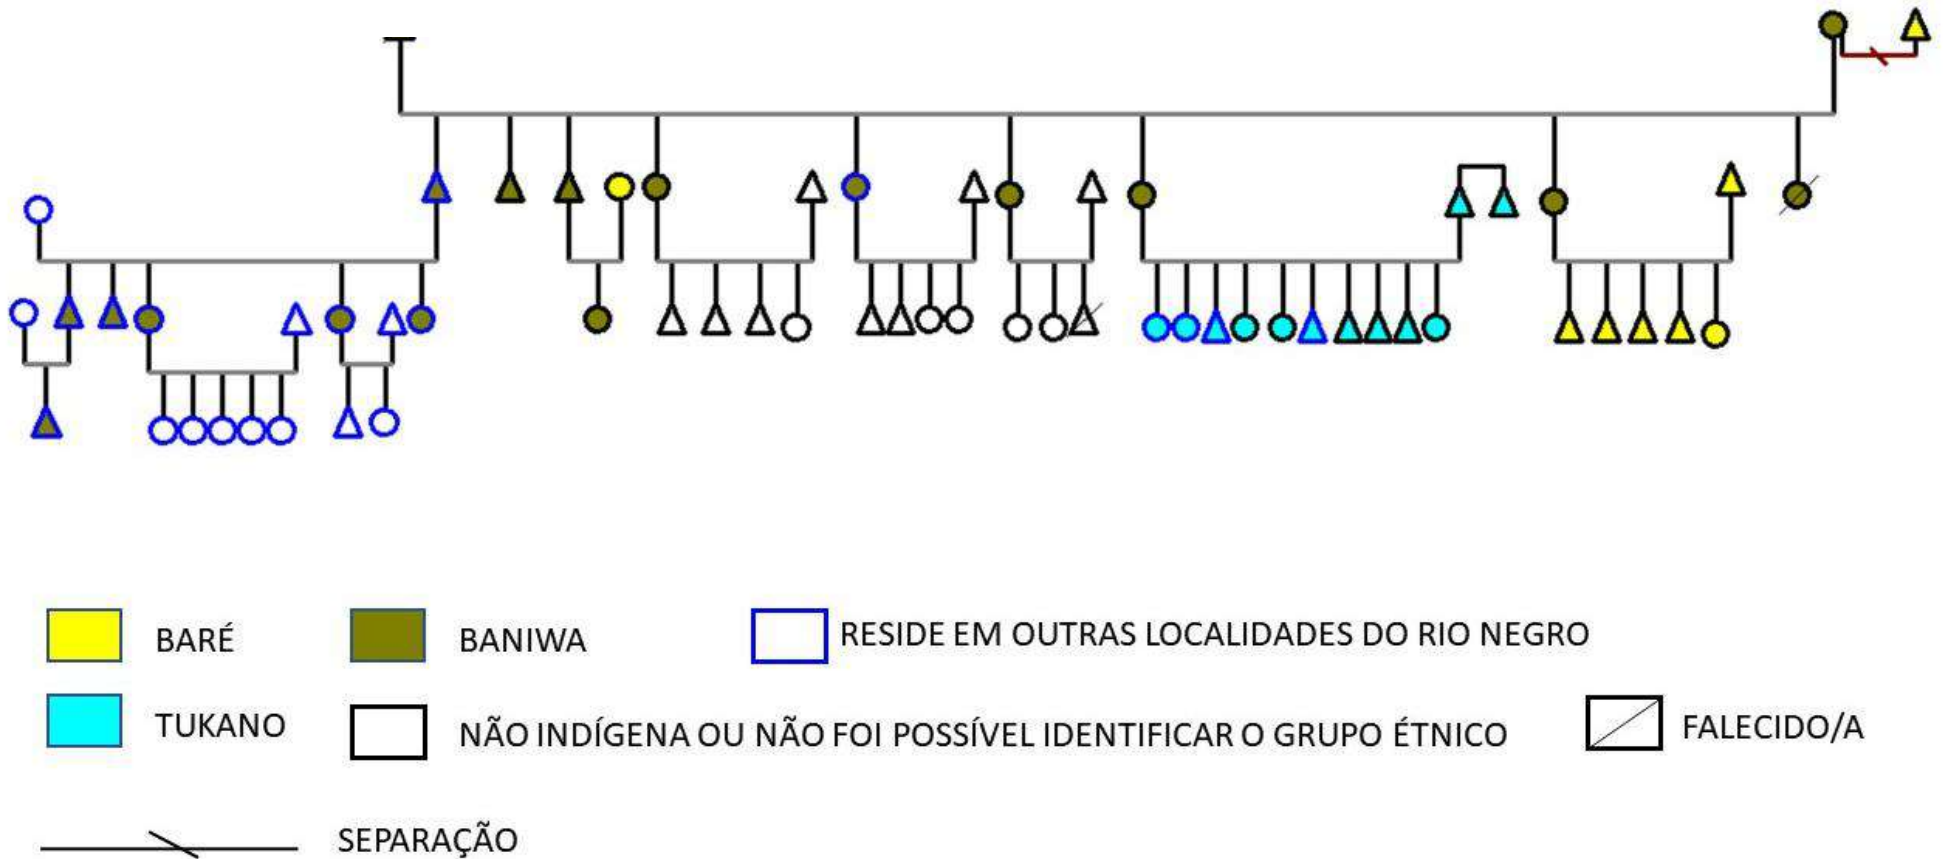 BARÉ
BANIWA
RESIDE EM OUTRAS LOCALIDADES DO RIO NEGRO
TUKANO
NÃO INDÍGENA OU NÃO FOI POSSÍVEL IDENTIFICAR O GRUPO ÉTNICO
FALECIDO/A
SEPARAÇÃO